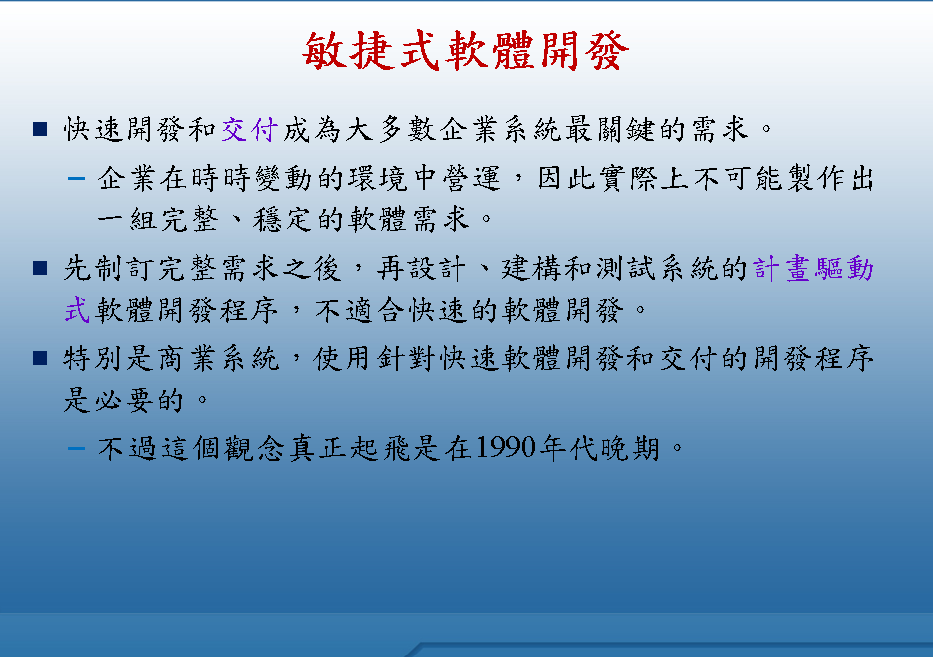 敏捷式軟體開發
■ 快速開發和交付成為大多數企業系統最關鍵的需求。
– 企業在時時變動的環境中營運，因此實際上不可能製作出
一組完整、穩定的軟體需求。
■ 先制訂完整需求之後，再設計、建構和測試系統的計畫驅動
式軟體開發程序，不適合快速的軟體開發。
■ 特別是商業系統，使用針對快速軟體開發和交付的開發程序
是必要的。
– 不過這個觀念真正起飛是在1990年代晚期。